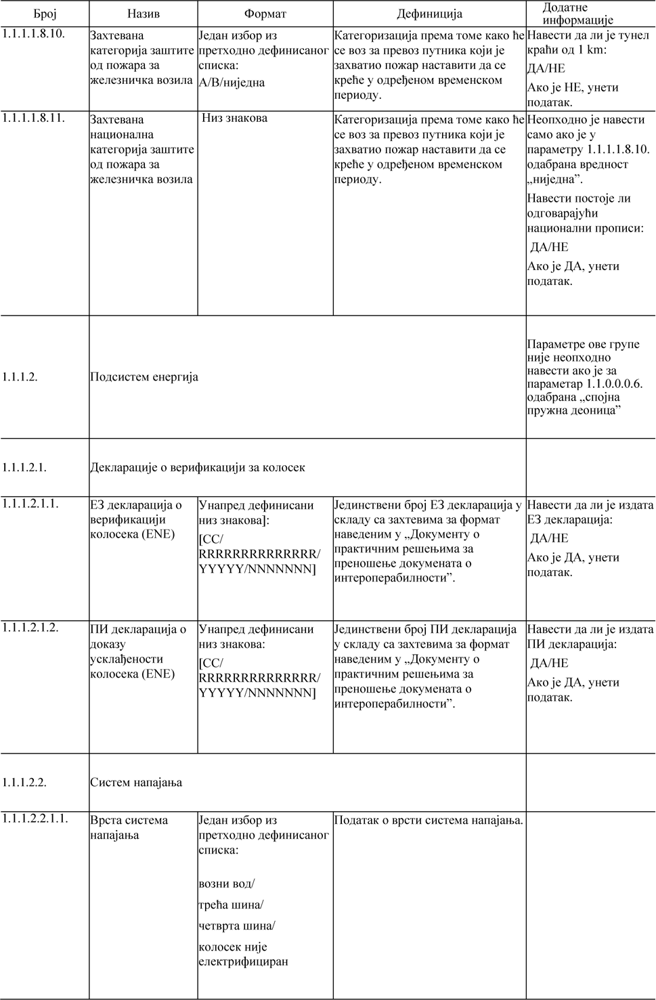 Број
Назив
Формат
Дефиниција
Додатне
информације
1.1.1.1.8.10.
Захтевана
категорија заштите
од пожара за
железничка возила
Један избор из
претходно дефинисаног
списка:
А/В/ниједна
Категоризација према томе како ће
се воз за превоз путника који је
захватио пожар наставити да се
креће у одређеном временском
периоду.
Навести да ли је тунел
краћи од 1 km:
ДА/НЕ
Ако је НЕ, унети
податак.
1.1.1.1.8.11.
Захтевана
национална
категорија заштите
од пожара за
железничка возила
Низ знакова
Категоризација према томе како ће
се воз за превоз путника који је
захватио пожар наставити да се
креће у одређеном временском
периоду.
Неопходно је навести
само ако је у
параметру 1.1.1.1.8.10.
одабрана вредност
„ниједна”.
Навести постоје ли
одговарајући
национални прописи:
ДА/НЕ
Ако је ДА, унети
податак.
1.1.1.2.
Подсистем енергија
Параметре ове групе
није неопходно
навести ако је за
параметар 1.1.0.0.0.6.
одабрана „спојна
пружна деоница”
1.1.1.2.1.
Декларације о верификацији за колосек
1.1.1.2.1.1.
ЕЗ декларација о
верификацији
колосека (ENE)
Унапред дефинисани
низ знакова]:
[CC/
RRRRRRRRRRRRRR/
YYYYY/NNNNNNN]
Јединствени број ЕЗ декларација у
складу са захтевима за формат
наведеним у „Документу о
практичним решењима за
преношење докумената о
интероперабилности”.
Навести да ли је издата
ЕЗ декларација:
ДА/НЕ
Ако је ДА, унети
податак.
1.1.1.2.1.2.
ПИ декларација о
доказу
усклађености
колосека (ENE)
Унапред дефинисани
низ знакова:
[CC/
RRRRRRRRRRRRRR/
YYYYY/NNNNNNN]
Јединствени број ПИ декларација
у складу са захтевима за формат
наведеним у „Документу о
практичним решењима за
преношење докумената о
интероперабилности”.
Навести да ли је издата
ПИ декларација:
ДА/НЕ
Ако је ДА, унети
податак.
1.1.1.2.2.
Систем напајања
1.1.1.2.2.1.1.
Врста система
напајања
Један избор из
претходно дефинисаног
списка:
возни вод/
трећа шина/
четврта шина/
колосек није
електрифициран
Податак о врсти система напајања.